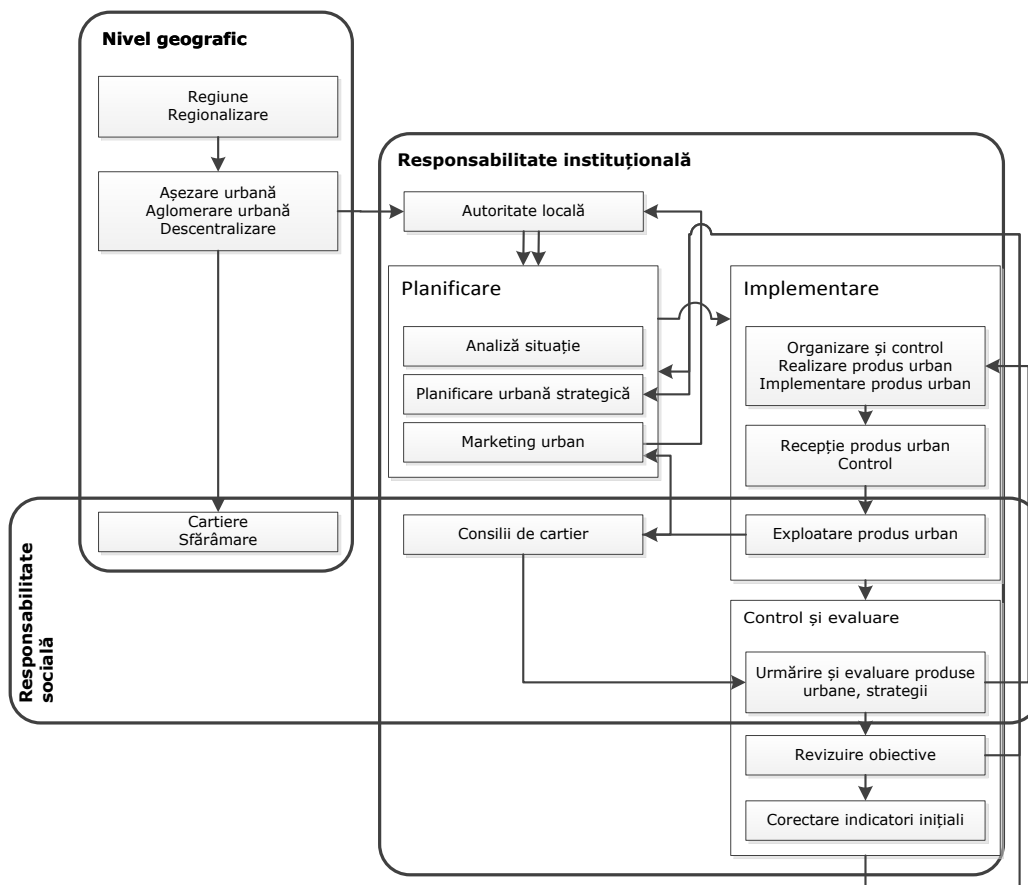 Nivel geografic
Regiune
Regionalizare
Așezare urbană
Aglomerare urbană
Descentralizare
Cartiere
Sfărâmare
Responsabilitate instituțională
Autoritate locală
Planificare
Analiză situație
Planificare urbană strategică
Marketing urban
Consilii de cartier
Implementare
Organizare și control
Realizare produs urban
Implementare produs urban
Recepție produs urban
Control
Exploatare produs urban
Control și evaluare
Urmărire și evaluare produse
urbane, strategii
Revizuire obiective
Corectare indicatori inițiali
Responsabilitate
socială